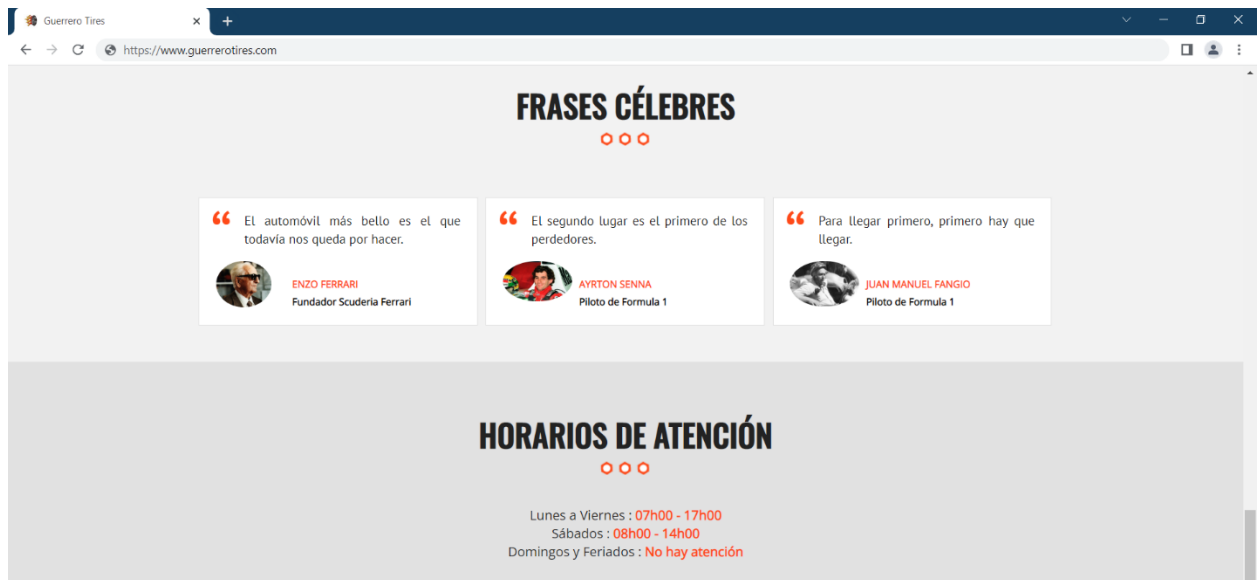 Guerrero Tires
https://www.guerrerotires.com
FRASES CÉLEBRES
El automóvil más bello es el que
todavía nos queda por hacer.
ENZO FERRARI
Fundador Scuderia Ferrari
El segundo lugar es el primero de los
perdedores.
AYRTON SENNA
Piloto de Formula 1
Para llegar primero, primero hay que
llegar.
JUAN MANUEL FANGIO
Piloto de Formula 1
HORARIOS DE ATENCIÓN
Lunes a Viernes : 07h00 - 17h00
Sábados : 08h00 - 14h00
Domingos y Feriados : No hay atención